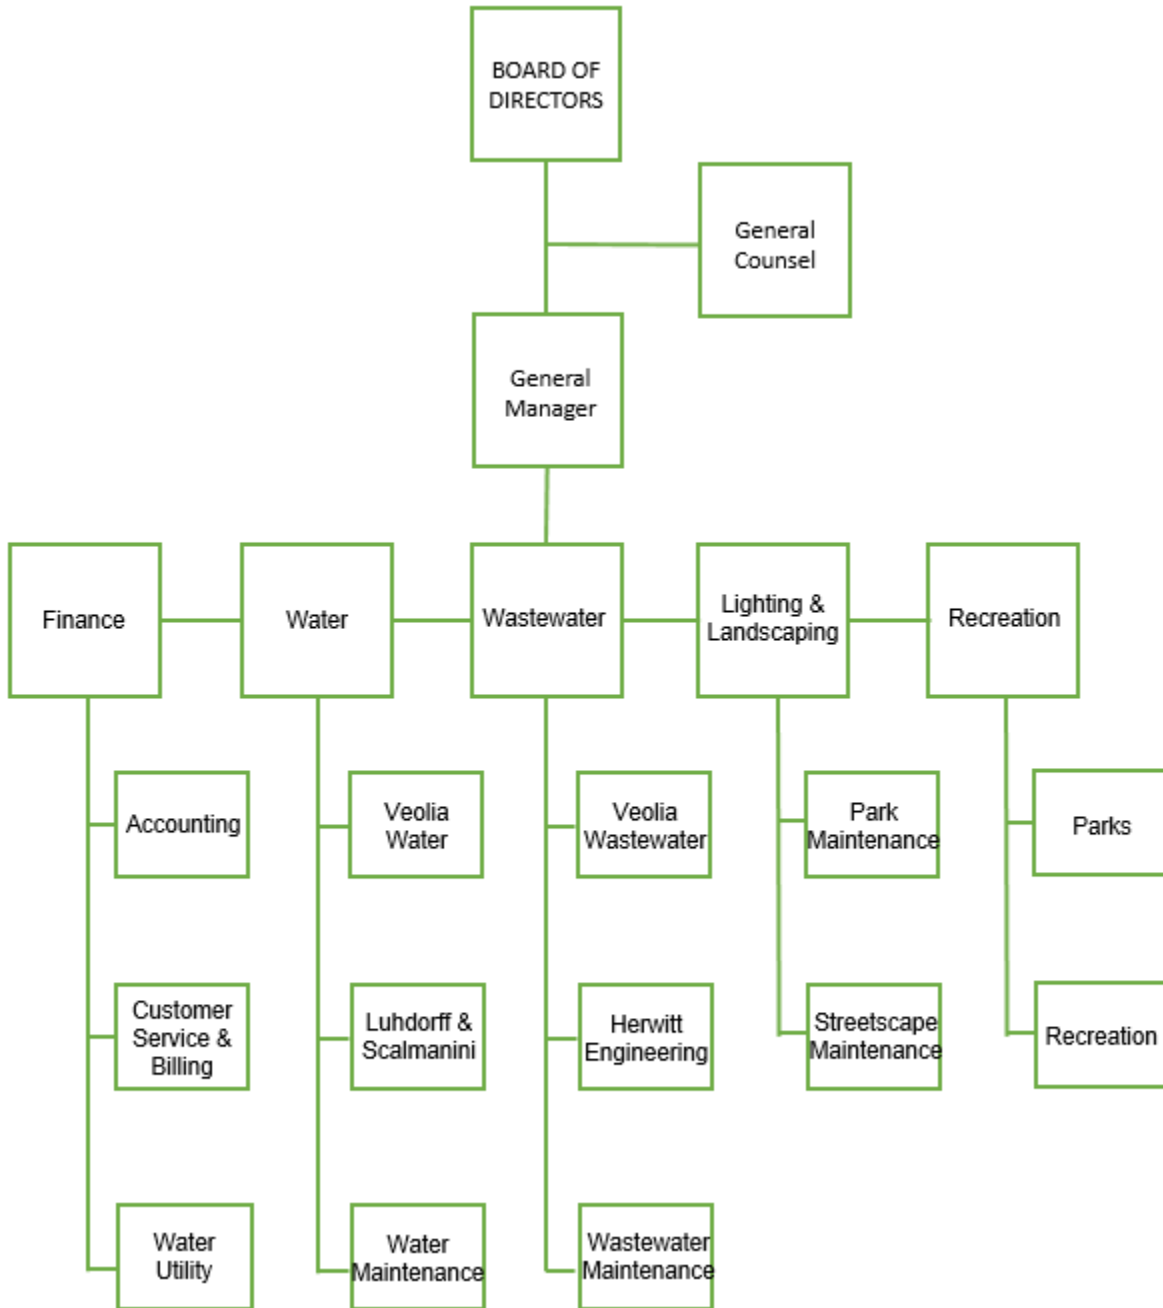 BOARD OF
DIRECTORS
General
Counsel
General
Manager
Finance
Water
Wastewater
Lighting &
Landscaping
Recreation
Accounting
Veolia
Water
Veolia
Wastewater
Park
Maintenance
Parks
Customer
Service &
Billing
Luhdorff &
Scalmanini
Herwitt
Engineering
Streetscape
Maintenance
Recreation
Water
Utility
Water
Maintenance
Wastewater
Maintenance